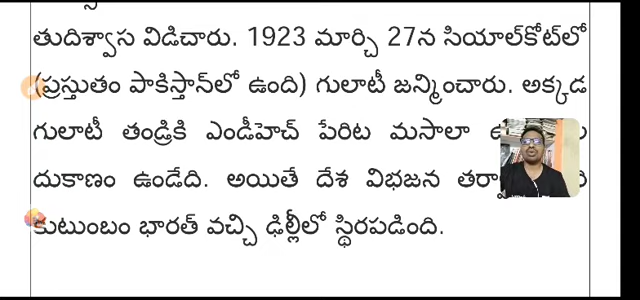 తుదిశ్వాస విడిచారు. 1923 మార్చి 27న సియాల్‌కోట్‌లో
(ప్రస్తుతం పాకిస్తాన్‌లో ఉంది) గులాటీ జన్మించారు. అక్కడ
గులాటీ తండ్రికి ఎండీహెచ్ పేరిట మసాలా
దుకాణం ఉండేది. అయితే దేశ విభజన
కుటుంబం భారత్ వచ్చి ఢిల్లీలో స్థిరపడింది.